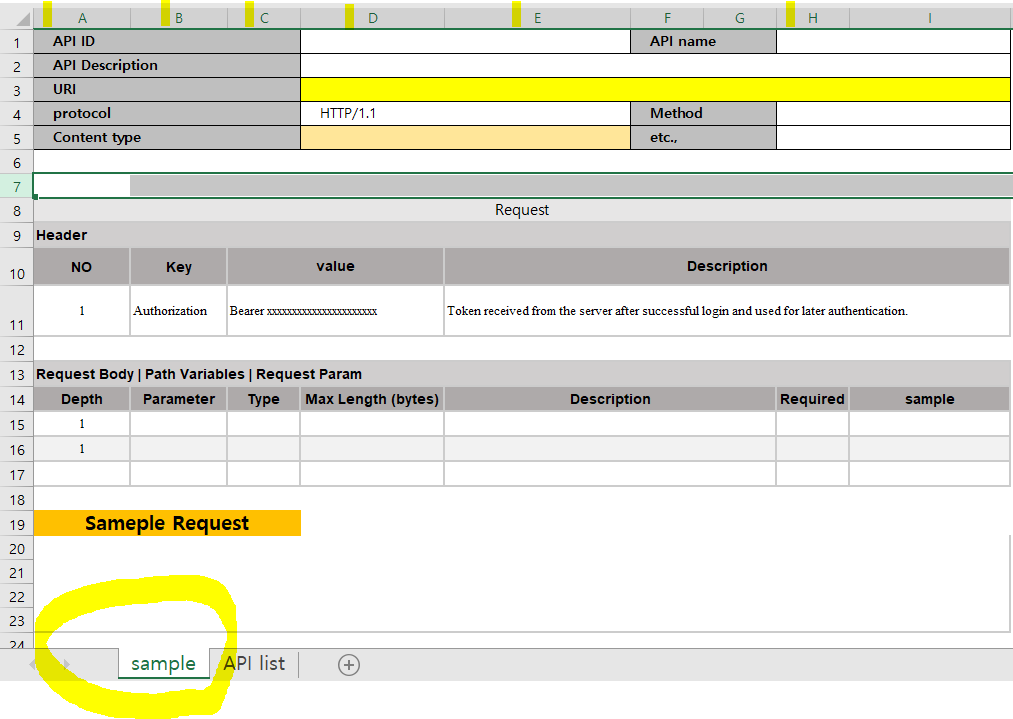 A B C D E F G H I
1 API ID API name
2 API Description
3 URI
4 protocol HTTP/1.1 Method
5 Content type etc.,
6
7
8 Request
9 Header
10 NO Key value Description
11 1 Authorization Bearer xxxxxxxxxxxxxxxxxxxxxx Token received from the server after successful login and used for later authentication.
12
13 Request Body | Path Variables | Request Param
14 Depth Parameter Type Max Length (bytes) Description Required sample
15 1
16 1
17
18
19 Sameple Request
20
21
22
23
24
sample API list